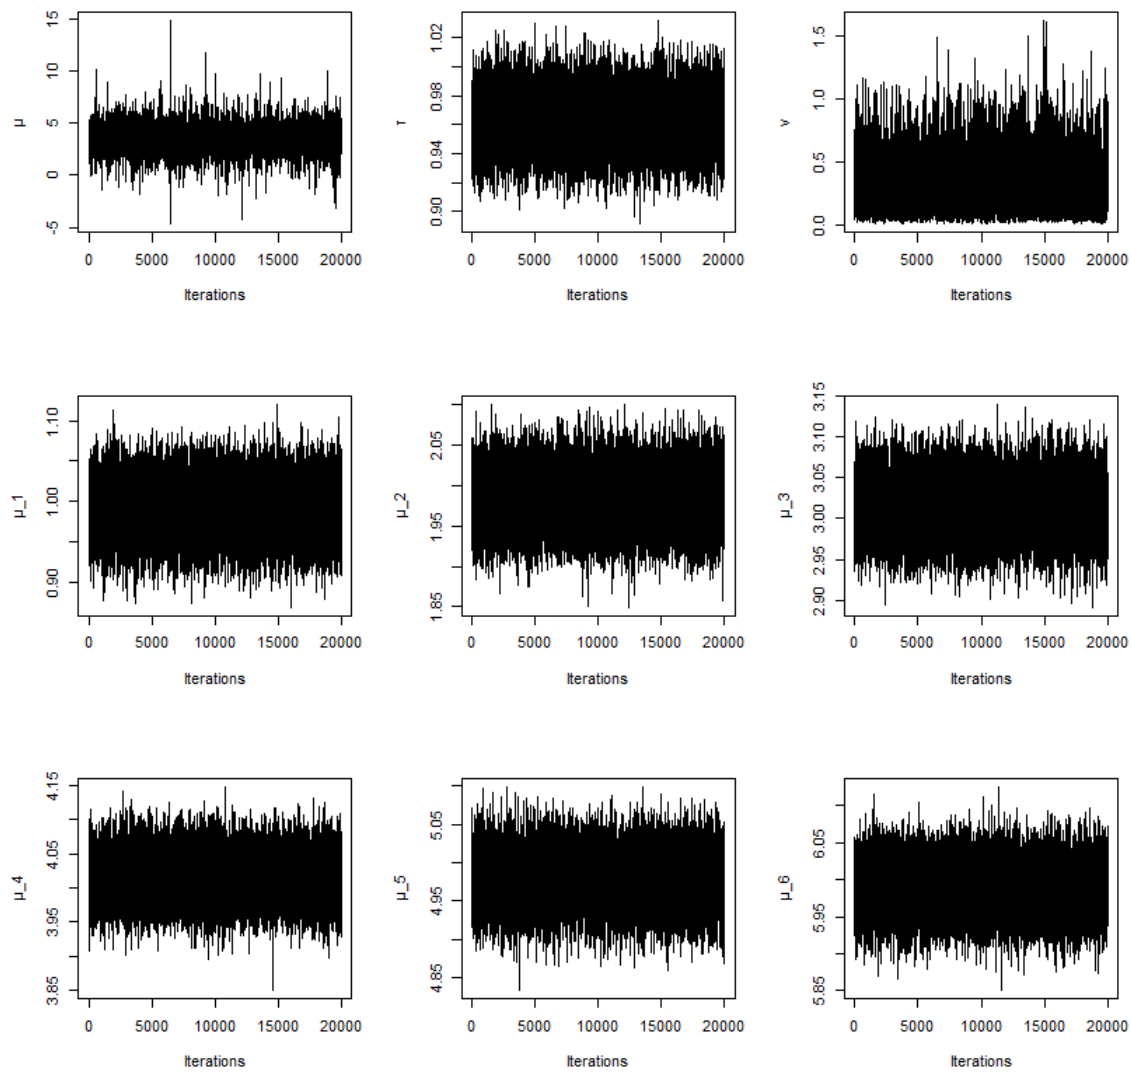 µ
-5 0 5 10 15
0 5000 10000 15000 20000
Iterations
τ
0.90 0.94 0.98 1.02
0 5000 10000 15000 20000
Iterations
v
0.0 0.5 1.0 1.5
0 5000 10000 15000 20000
Iterations
µ_1
0.90 1.00 1.10
0 5000 10000 15000 20000
Iterations
µ_2
1.85 1.95 2.05
0 5000 10000 15000 20000
Iterations
µ_3
2.90 2.95 3.00 3.05 3.10 3.15
0 5000 10000 15000 20000
Iterations
µ_4
3.85 3.95 4.05 4.15
0 5000 10000 15000 20000
Iterations
µ_5
4.85 4.95 5.05
0 5000 10000 15000 20000
Iterations
µ_6
5.85 5.95 6.05
0 5000 10000 15000 20000
Iterations